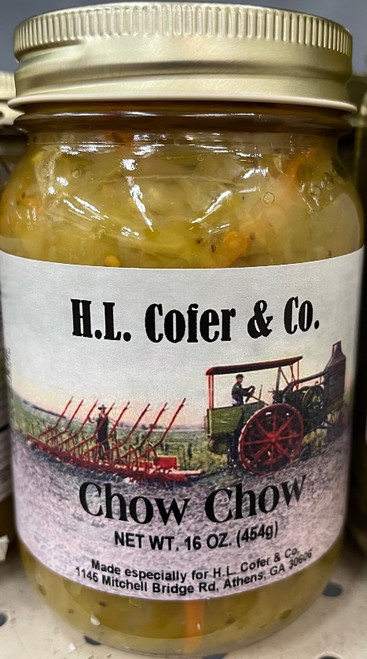 H.L. Cofer & Co.
Chow Chow
NET WT. 16 OZ. (454g)
Made especially for H.L. Cofer & Co.
1145 Mitchell Bridge Rd, Athens, GA 30606